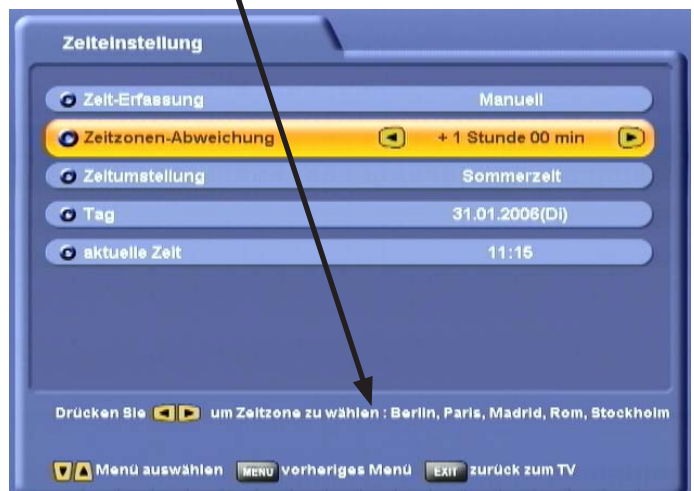 Zeiteinstellung
Zeit-Erfassung Manuell
Zeitzonen-Abweichung + 1 Stunde 00 min
Zeitumstellung Sommerzeit
Tag 31.01.2006(Di)
aktuelle Zeit 11:15
Drücken Sie um Zeitzone zu wählen : Berlin, Paris, Madrid, Rom, Stockholm
Menü auswählen MENU vorheriges Menü EXIT zurück zum TV